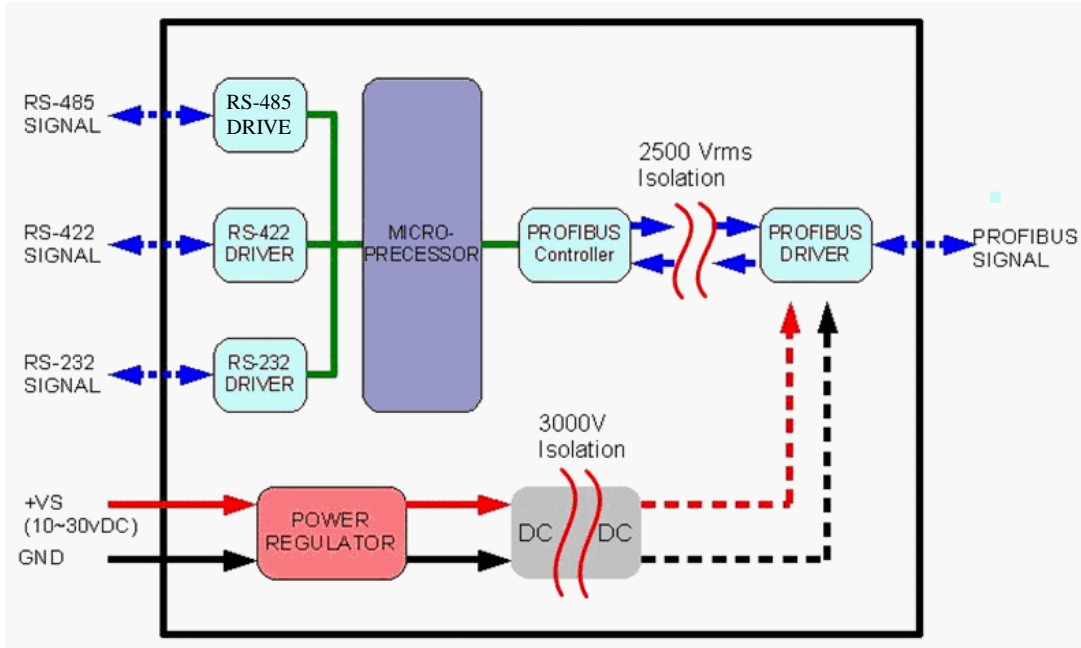 RS-485
SIGNAL
RS-485
DRIVE
2500 Vrms
Isolation
RS-422
SIGNAL
RS-422
DRIVER
MICRO-
PRECESSOR
PROFIBUS
Controller
PROFIBUS
DRIVER
PROFIBUS
SIGNAL
RS-232
SIGNAL
RS-232
DRIVER
3000V
Isolation
+VS
(10~30vDC)
GND
POWER
REGULATOR
DC
DC